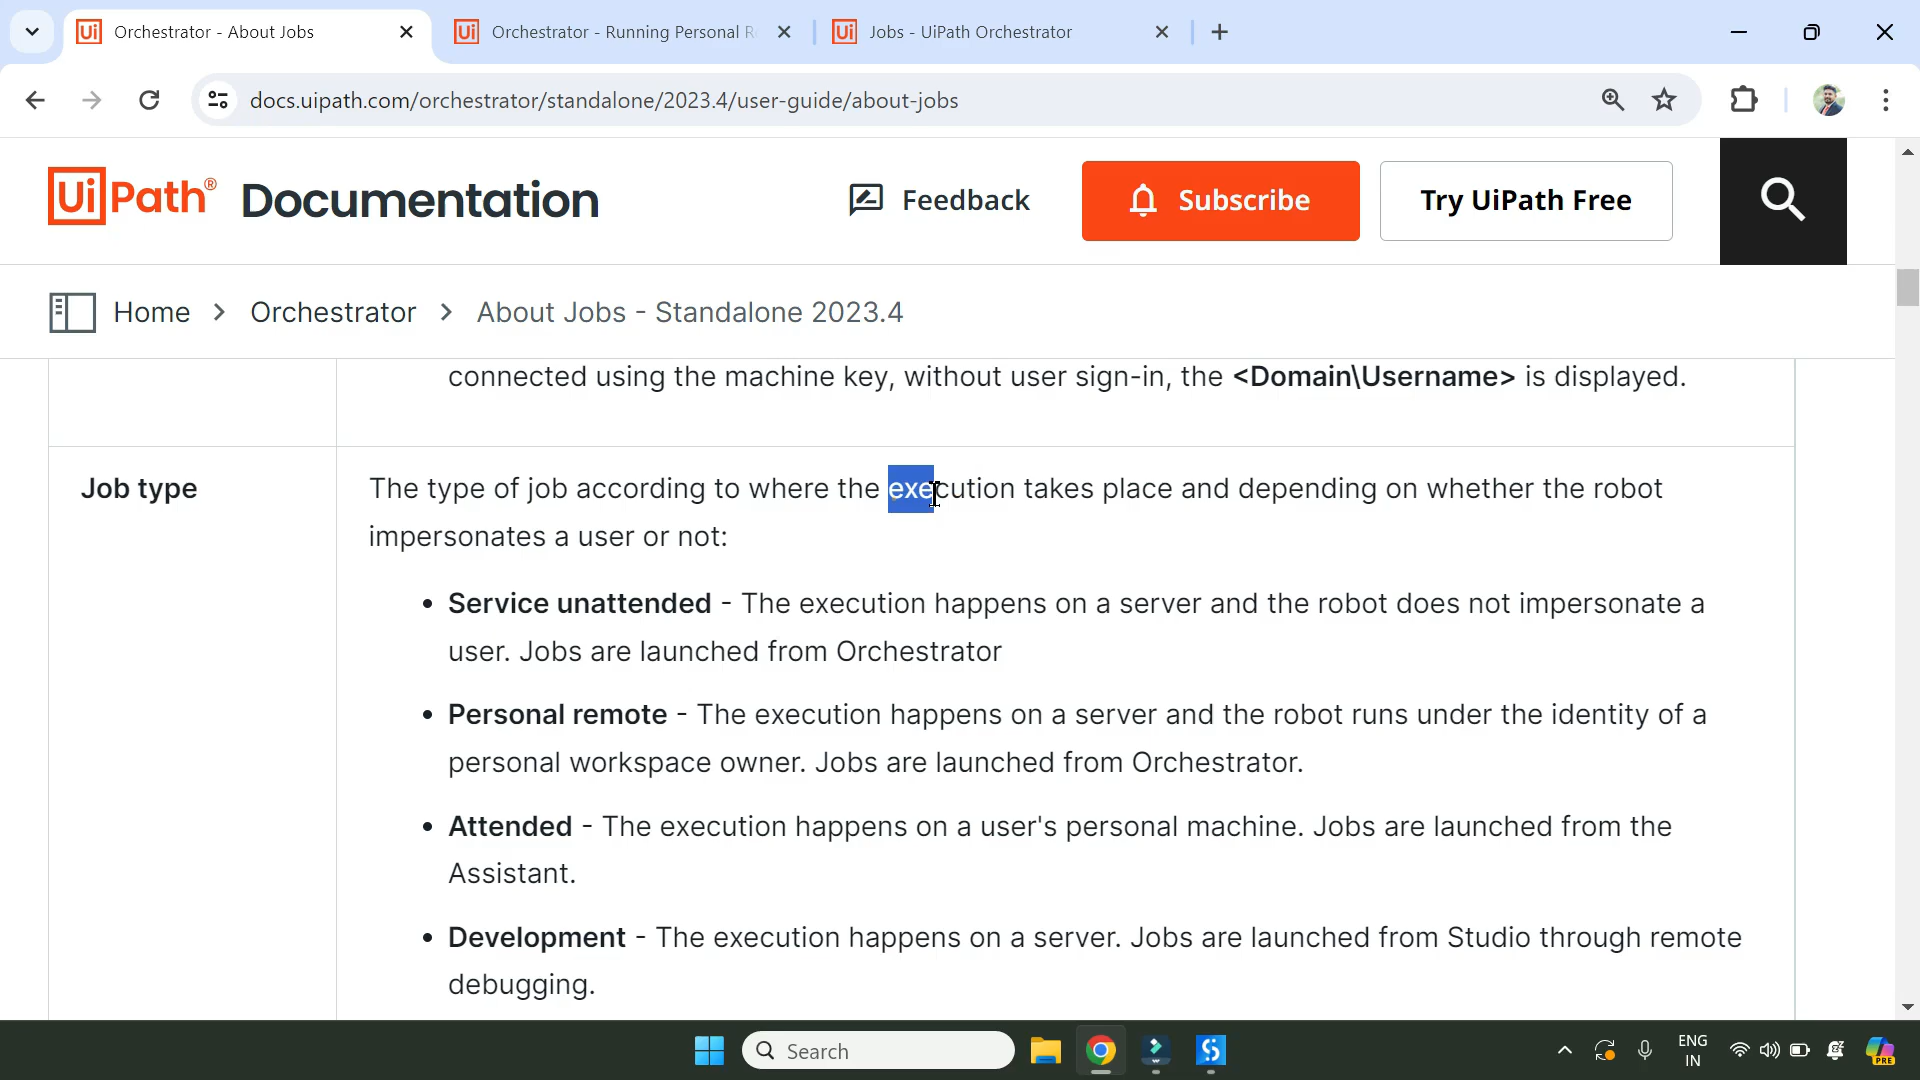 Orchestrator - About Jobs
Orchestrator - Running Personal R
Jobs - UiPath Orchestrator
docs.uipath.com/orchestrator/standalone/2023.4/user-guide/about-jobs
UiPath® Documentation
Feedback
Subscribe
Try UiPath Free
Home > Orchestrator > About Jobs - Standalone 2023.4
connected using the machine key, without user sign-in, the <Domain\Username> is displayed.
Job type
The type of job according to where the execution takes place and depending on whether the robot
impersonates a user or not:
• Service unattended - The execution happens on a server and the robot does not impersonate a
user. Jobs are launched from Orchestrator
• Personal remote - The execution happens on a server and the robot runs under the identity of a
personal workspace owner. Jobs are launched from Orchestrator.
• Attended - The execution happens on a user's personal machine. Jobs are launched from the
Assistant.
• Development - The execution happens on a server. Jobs are launched from Studio through remote
debugging.
Search
ENG
IN
PRE